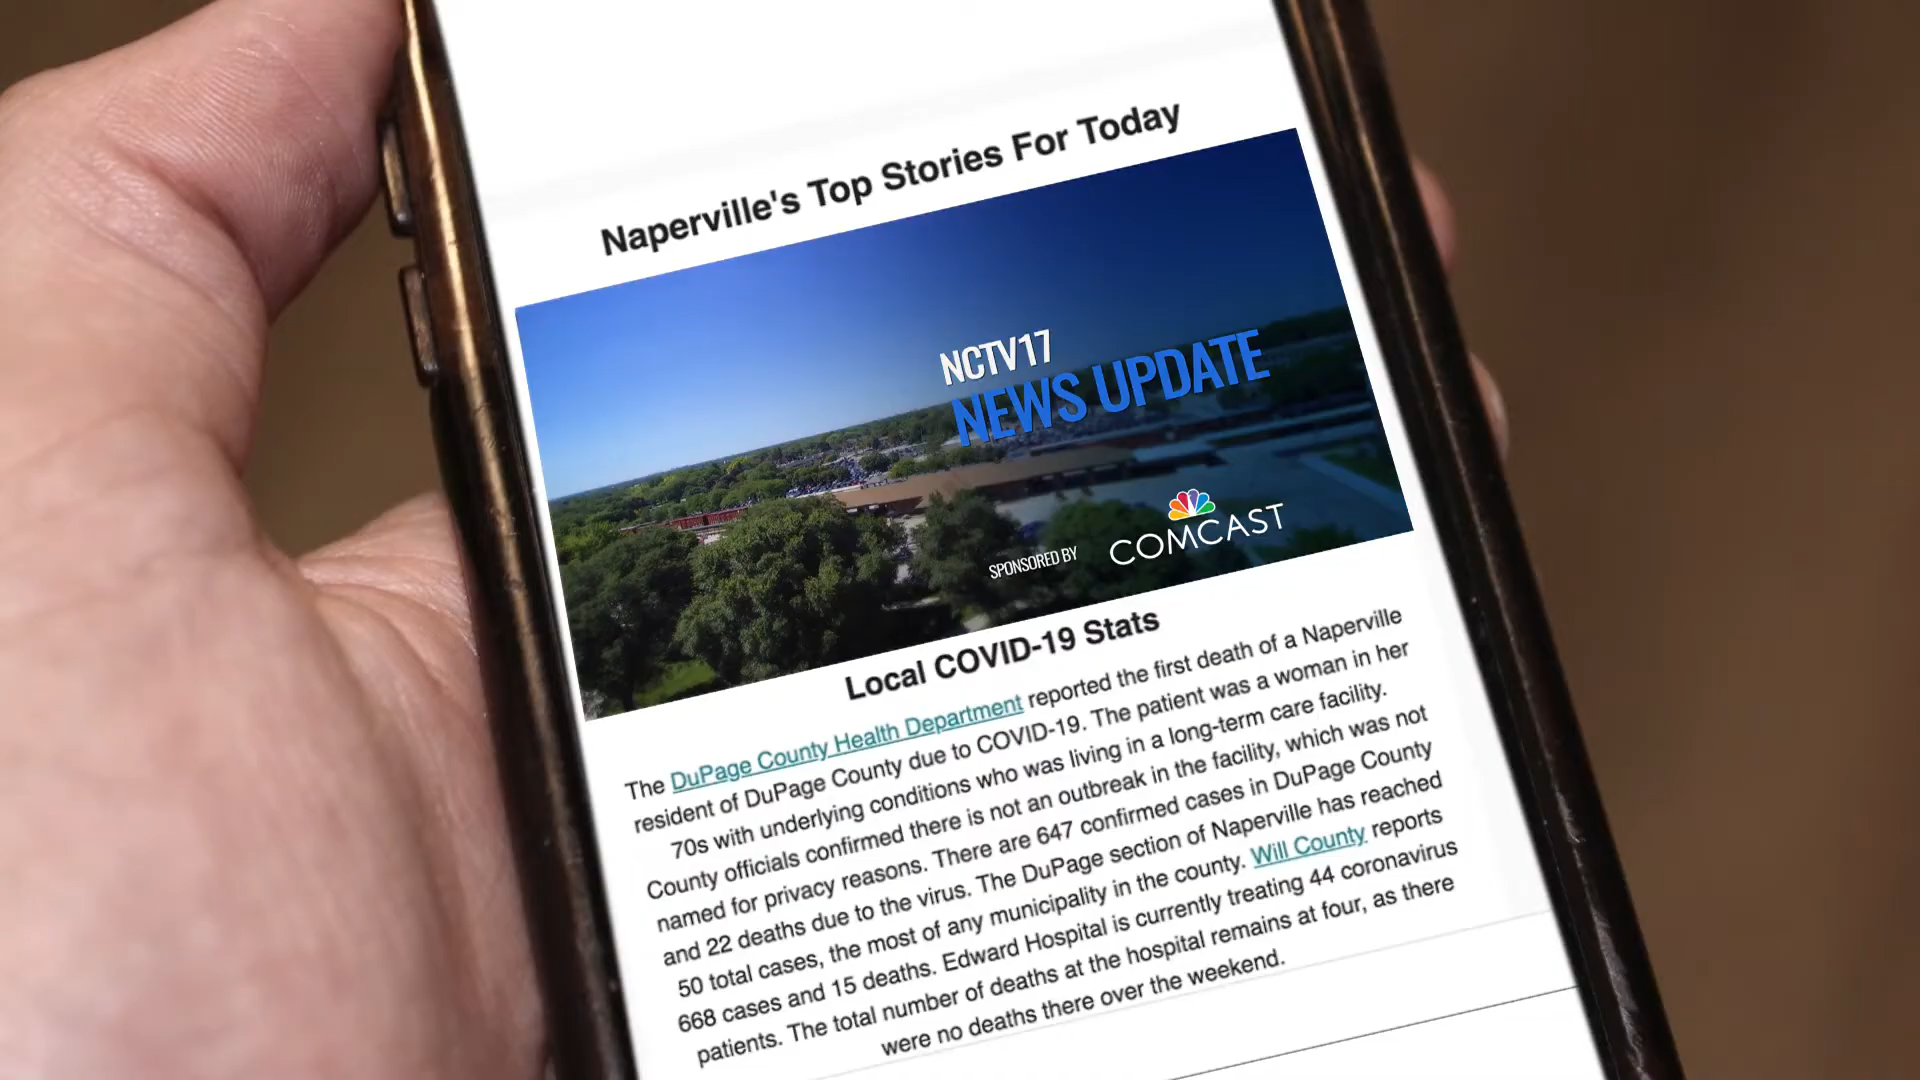 Naperville's Top Stories For Today
NCTV17
NEWS UPDATE
SPONSORED BY
COMCAST
Local COVID-19 Stats
The DuPage County Health Department reported the first death of a Naperville
resident of DuPage County due to COVID-19. The patient was a woman in her
70s with underlying conditions who was living in a long-term care facility.
County officials confirmed there is not an outbreak in the facility, which was not
named for privacy reasons. There are 647 confirmed cases in DuPage County
and 22 deaths due to the virus. The DuPage section of Naperville has reached
50 total cases, the most of any municipality in the county. Will County reports
668 cases and 15 deaths. Edward Hospital is currently treating 44 coronavirus
patients. The total number of deaths at the hospital remains at four, as there
were no deaths there over the weekend.